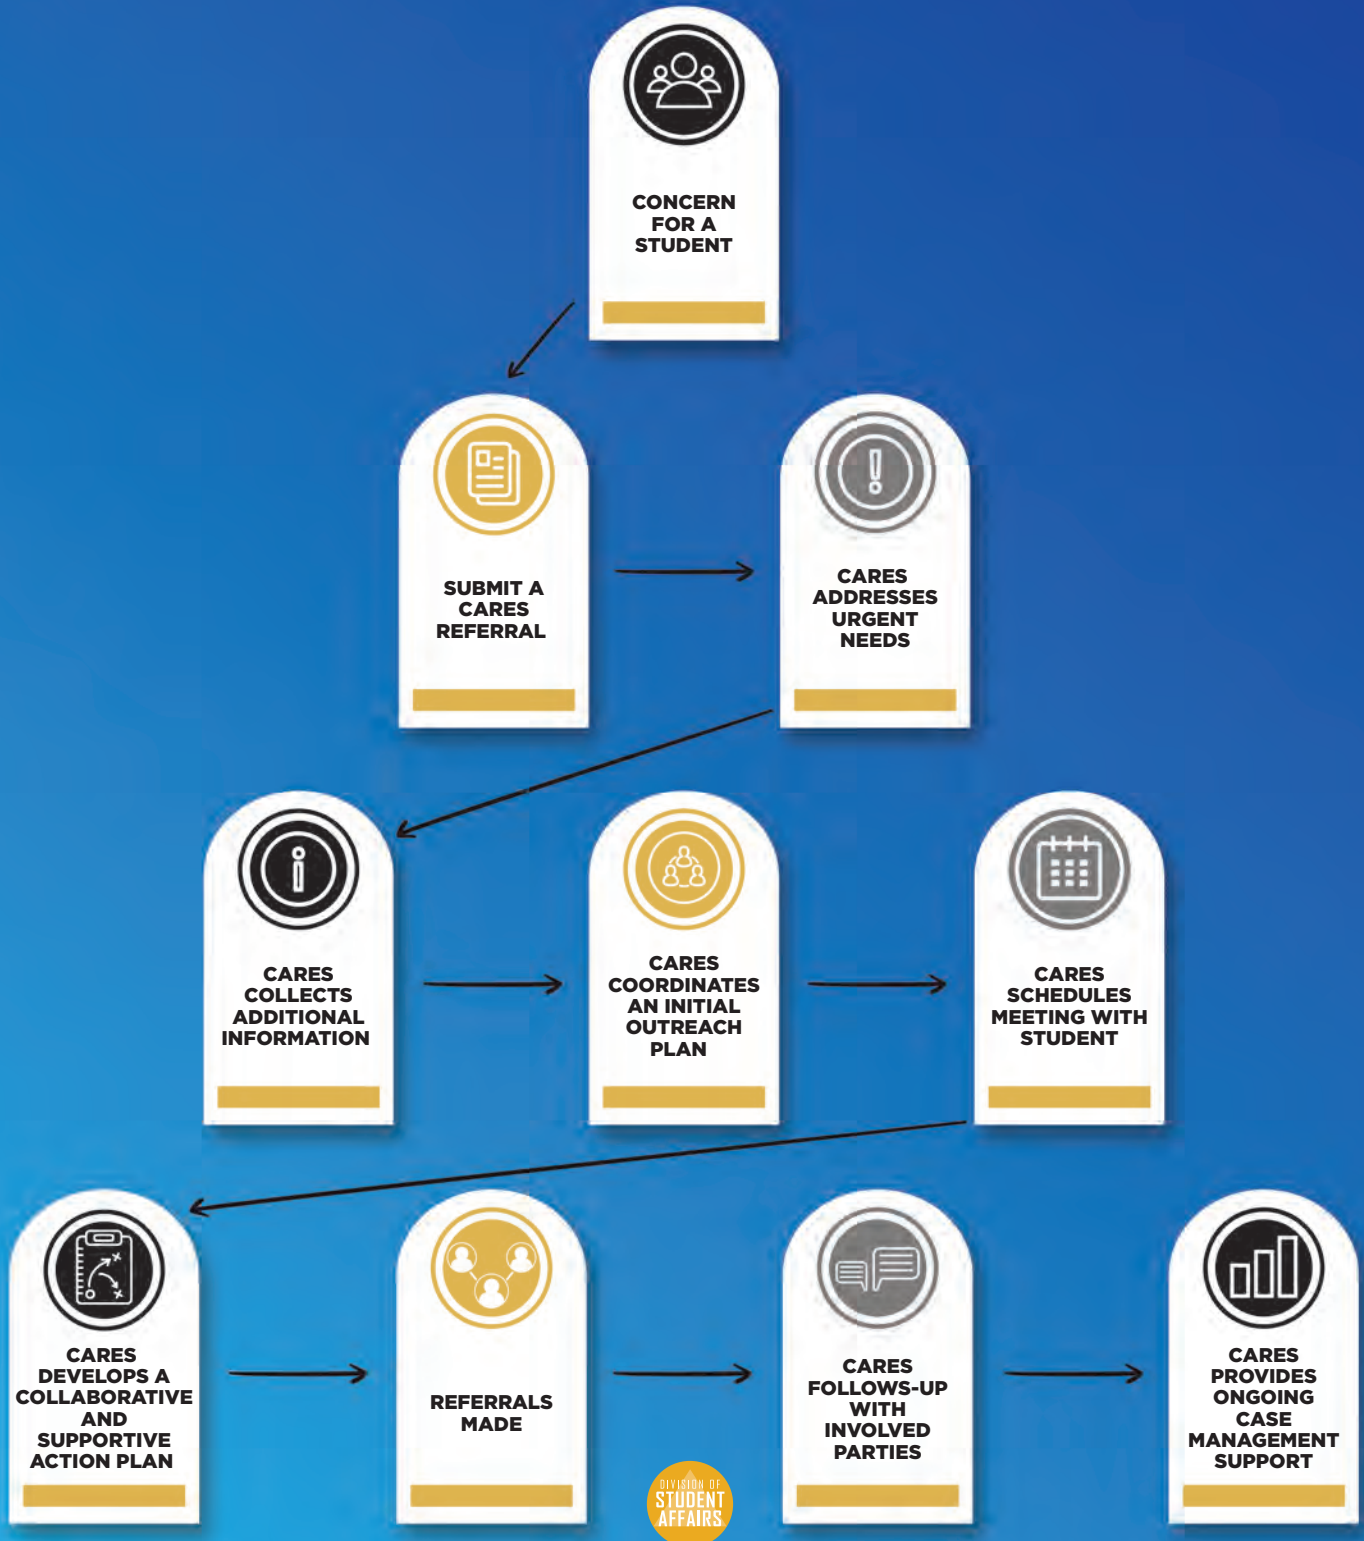 CONCERN
FOR A
STUDENT
SUBMIT A
CARES
REFERRAL
CARES
ADDRESSES
URGENT
NEEDS
CARES
COLLECTS
ADDITIONAL
INFORMATION
CARES
COORDINATES
AN INITIAL
OUTREACH
PLAN
CARES
SCHEDULES
MEETING WITH
STUDENT
CARES
DEVELOPS A
COLLABORATIVE
AND
SUPPORTIVE
ACTION PLAN
REFERRALS
MADE
CARES
FOLLOWS-UP
WITH
INVOLVED
PARTIES
CARES
PROVIDES
ONGOING
CASE
MANAGEMENT
SUPPORT
DIVISION OF
STUDENT
AFFAIRS